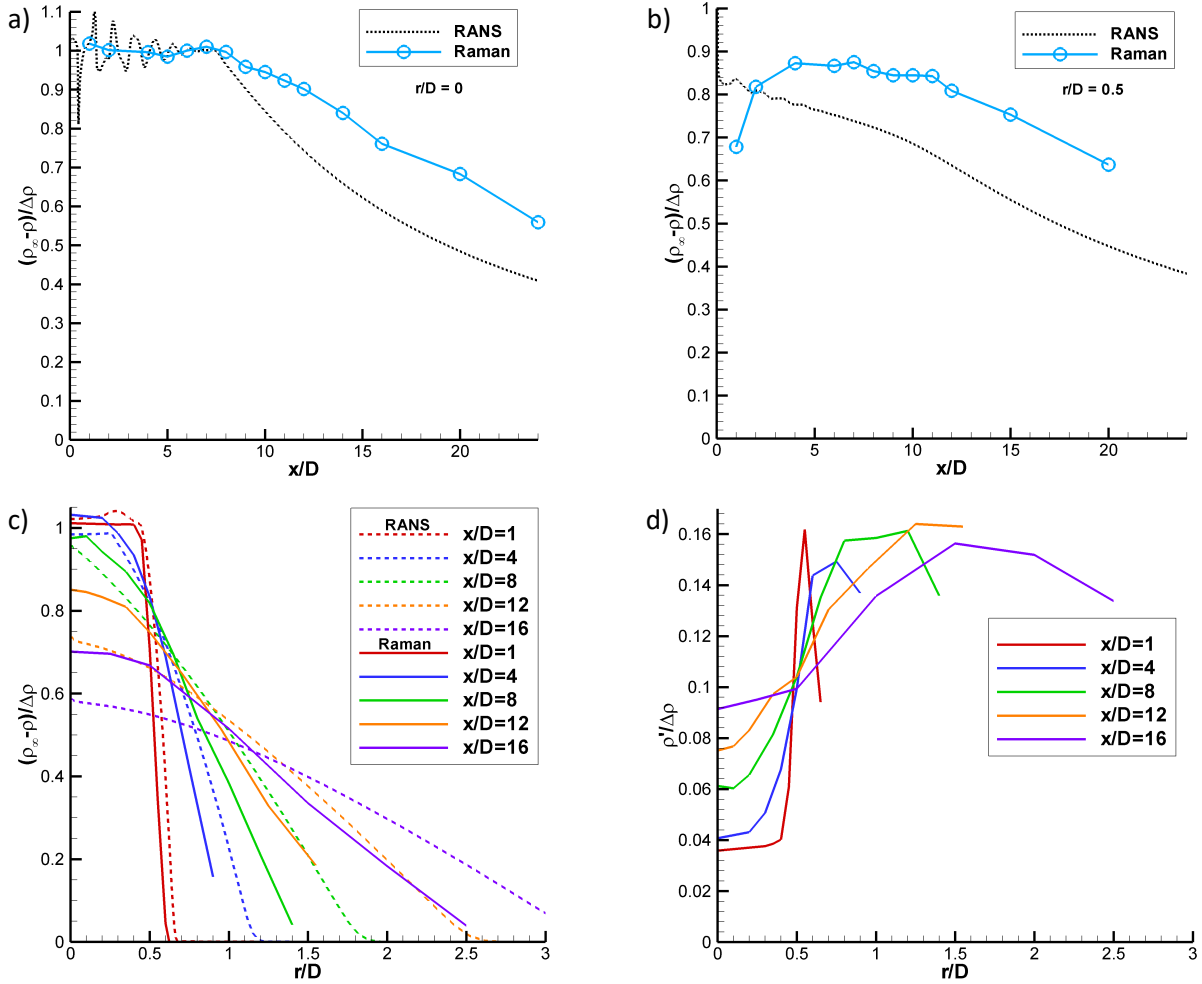 a)
1.1
1
0.9
0.8
0.7
0.6
0.5
0.4
0.3
0.2
0.1
0
(ρ∞-ρ)/Δρ
0
5
10
15
20
x/D
RANS
Raman
r/D = 0
b)
1
0.9
0.8
0.7
0.6
0.5
0.4
0.3
0.2
0.1
0
(ρ∞-ρ)/Δρ
0
5
10
15
20
x/D
RANS
Raman
r/D = 0.5
c)
1
0.8
0.6
0.4
0.2
0
(ρ∞-ρ)/Δρ
0
0.5
1
1.5
2
2.5
3
r/D
RANS
x/D=1
x/D=4
x/D=8
x/D=12
x/D=16
Raman
x/D=1
x/D=4
x/D=8
x/D=12
x/D=16
d)
0.16
0.14
0.12
0.1
0.08
0.06
0.04
0.02
0
ρ'/Δρ
0
0.5
1
1.5
2
2.5
3
r/D
x/D=1
x/D=4
x/D=8
x/D=12
x/D=16